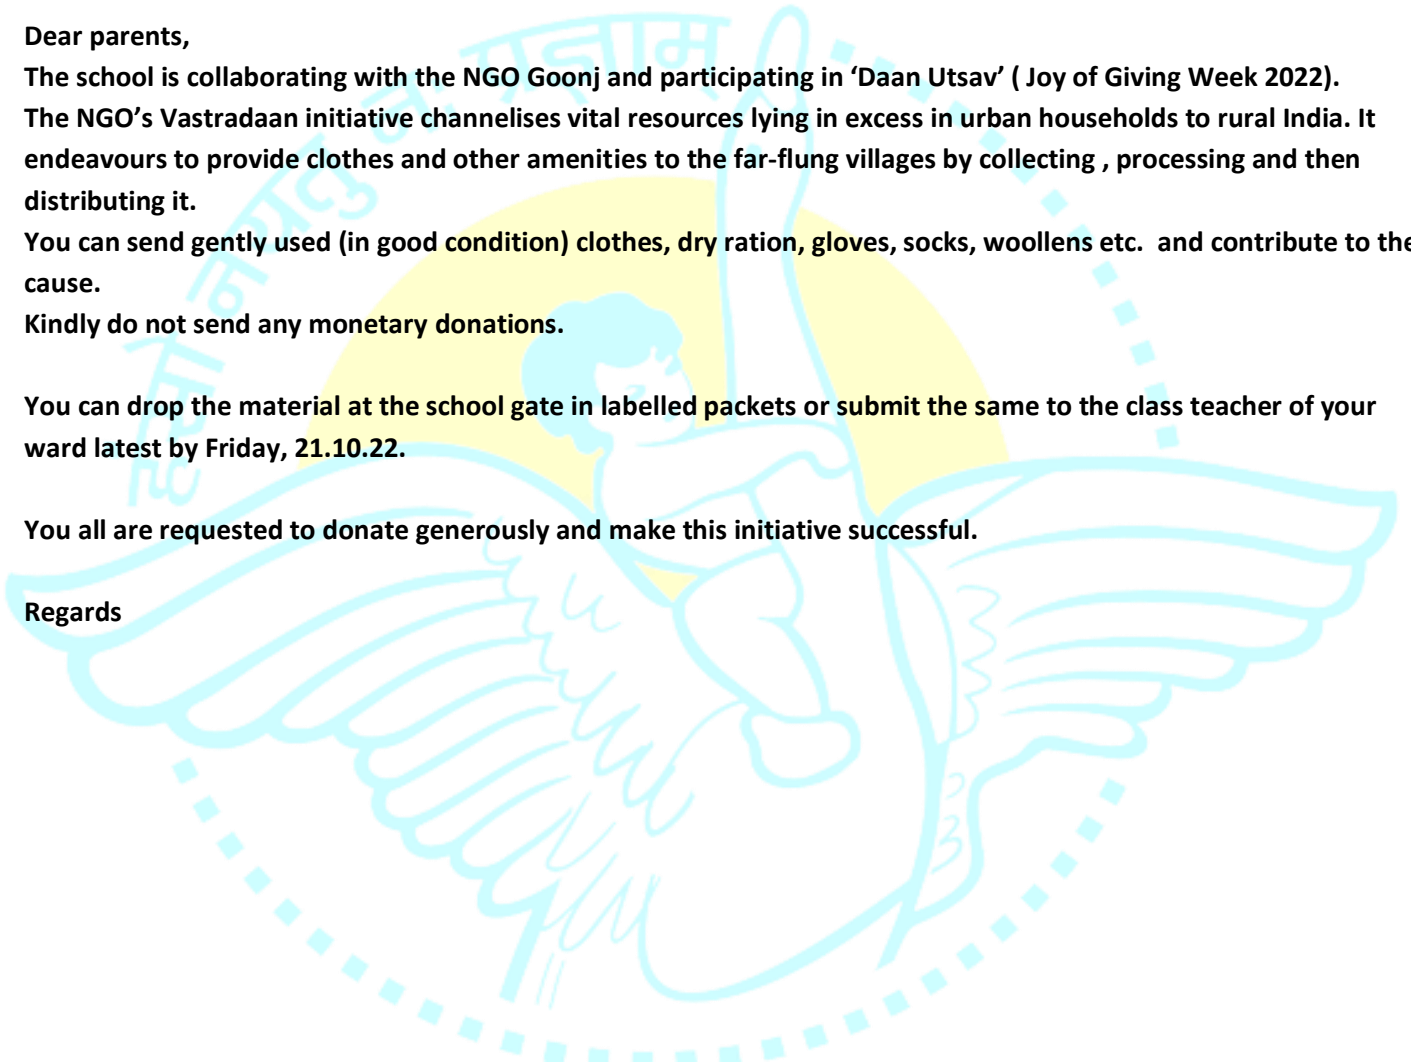 हंसो नयतु नः प्रज्ञाम्
Dear parents,
The school is collaborating with the NGO Goonj and participating in ‘Daan Utsav’ ( Joy of Giving Week 2022).
The NGO’s Vastradaan initiative channelises vital resources lying in excess in urban households to rural India. It
endeavours to provide clothes and other amenities to the far-flung villages by collecting , processing and then
distributing it.
You can send gently used (in good condition) clothes, dry ration, gloves, socks, woollens etc.  and contribute to the
cause.
Kindly do not send any monetary donations.
You can drop the material at the school gate in labelled packets or submit the same to the class teacher of your
ward latest by Friday, 21.10.22.
You all are requested to donate generously and make this initiative successful.
Regards